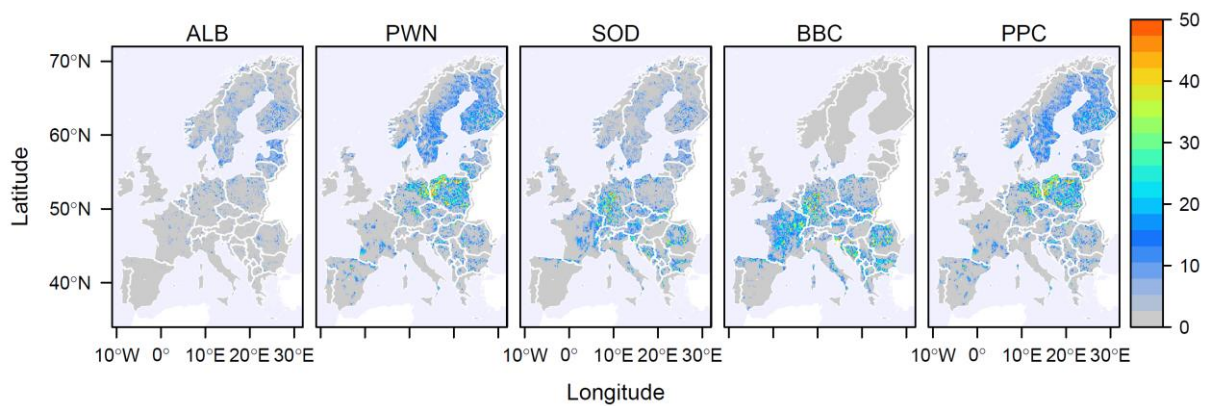 ALB PWN SOD BBC PPC
70°N
60°N
50°N
40°N
Latitude
10°W 0° 10°E 20°E 30°E 10°W 0° 10°E 20°E 30°E 10°W 0° 10°E 20°E 30°E
Longitude
50
40
30
20
10
0